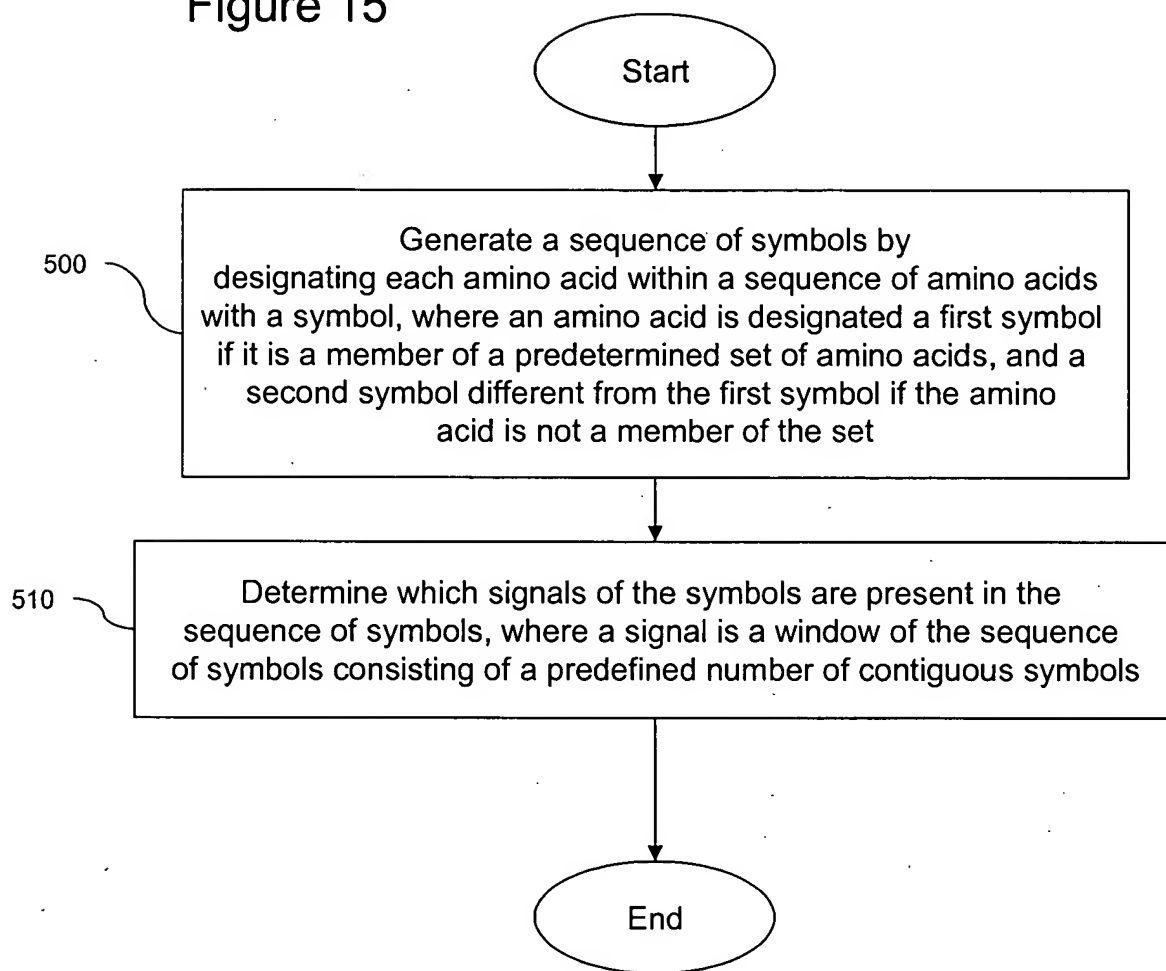 Figure 15
Start
500
Generate a sequence of symbols by
designating each amino acid within a sequence of amino acids
with a symbol, where an amino acid is designated a first symbol
if it is a member of a predetermined set of amino acids, and a
second symbol different from the first symbol if the amino
acid is not a member of the set
510
Determine which signals of the symbols are present in the
sequence of symbols, where a signal is a window of the sequence
of symbols consisting of a predefined number of contiguous symbols
End